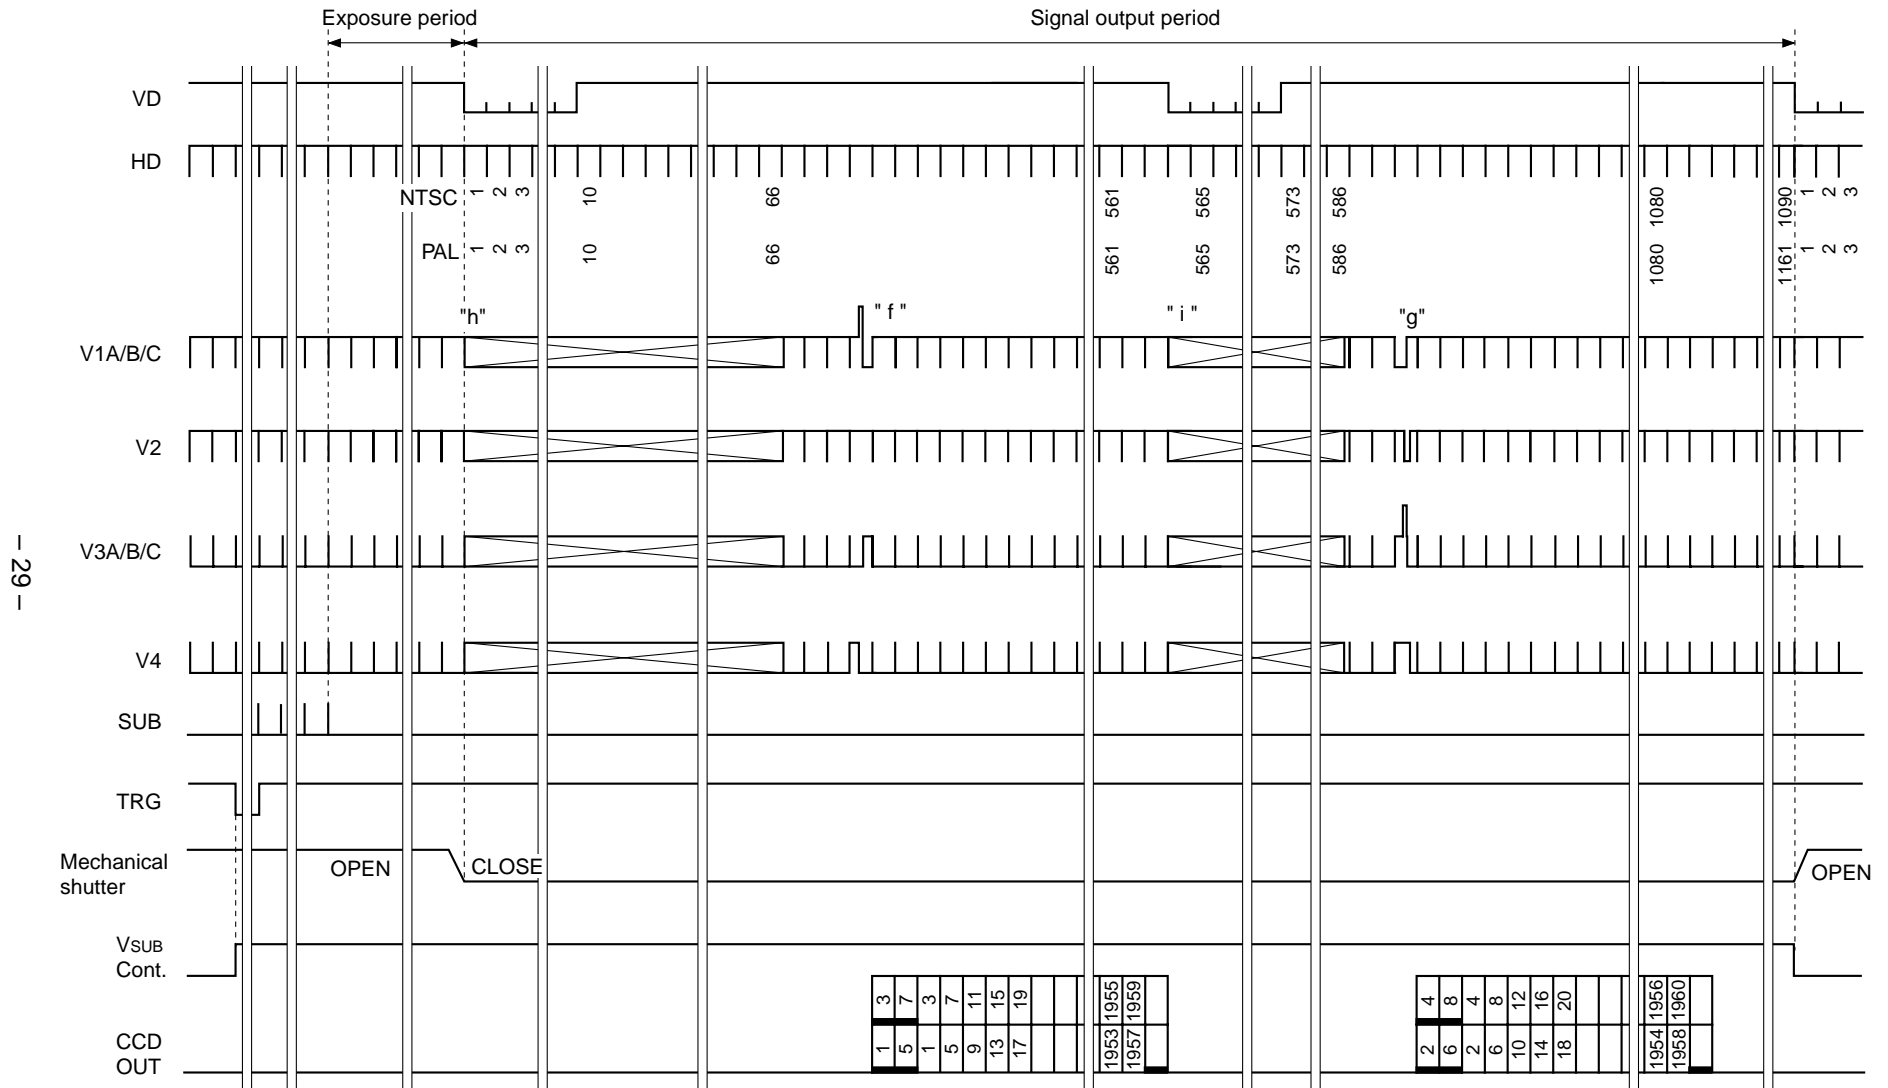 Exposure period
Signal output period
VD
HD
NTSC 1 2 3 10 66 561 565 573 586 1080 1090 1 2 3
PAL 1 2 3 10 66 561 565 573 586 1080 1161 1 2 3
"h" " f " " i " "g"
V1A/B/C
V2
V3A/B/C
– 29 –
V4
SUB
TRG
Mechanical
shutter
OPEN CLOSE OPEN
VSUB
Cont.
3 7 3 7 11 15 19 1955 1959 4 8 4 8 12 16 20 1956 1960
CCD
OUT
1 5 1 5 9 13 17 1953 1957 2 6 2 6 10 14 18 1954 1958